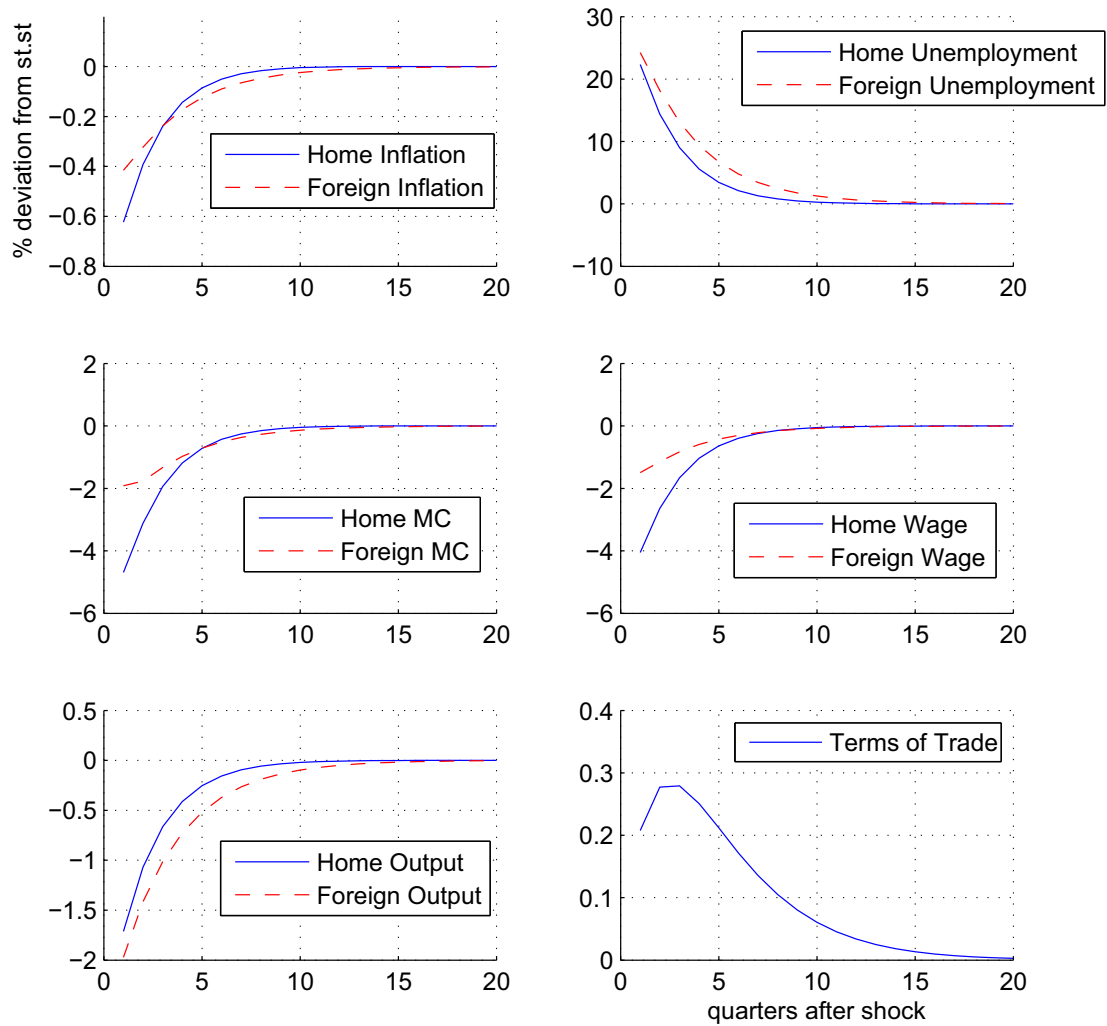 % deviation from st.st
0
−0.2
−0.4
−0.6
−0.8
0 5 10 15 20
Home Inflation
Foreign Inflation
30
20
10
0
−10
0 5 10 15 20
Home Unemployment
Foreign Unemployment
2
0
−2
−4
−6
0 5 10 15 20
Home MC
Foreign MC
2
0
−2
−4
−6
0 5 10 15 20
Home Wage
Foreign Wage
0.5
0
−0.5
−1
−1.5
−2
0 5 10 15 20
Home Output
Foreign Output
0.4
0.3
0.2
0.1
0
0 5 10 15 20
Terms of Trade
quarters after shock